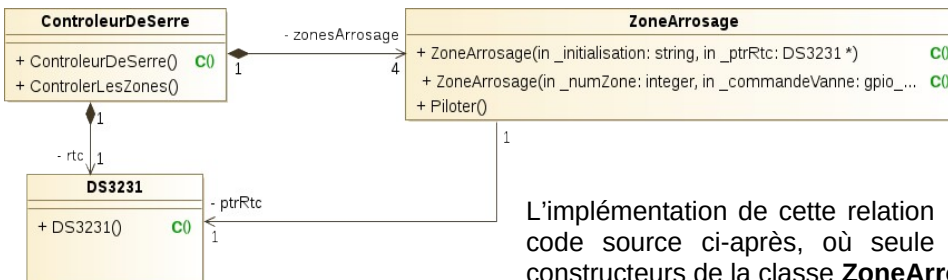 ControleurDeSerre
+ ControleurDeSerre() C()
+ ControlerLesZones()
1
- zonesArrosage
4
ZoneArrosage
+ ZoneArrosage(in _initialisation: string, in _ptrRtc: DS3231 *) C()
+ ZoneArrosage(in _numZone: integer, in _commandeVanne: gpio_... C()
+ Piloter()
1
- rtc 1
1
DS3231
+ DS3231() C()
- ptrRtc
1
L’implémentation de cette relation
code source ci-après, où seule
constructeurs de la classe ZoneArro